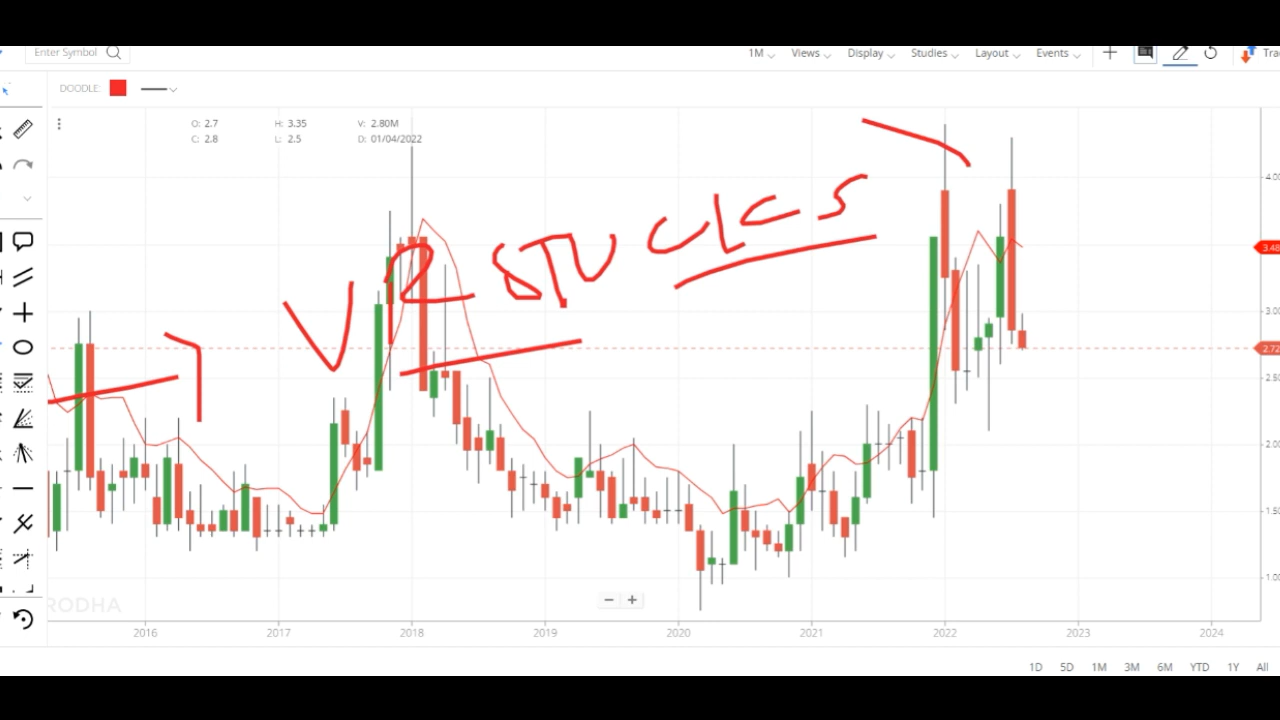 Enter Symbol 1M Views Display Studies Layout Events Tra
DOODLE:
O: 2.7 H: 3.35 V: 2.80M
C: 2.8 L: 2.5 D: 01/04/2022
4.00
3.48
3.00
2.72
2.50
2.00
1.50
1.00
RODHA
2016 2017 2018 2019 2020 2021 2022 2023 2024
1D 5D 1M 3M 6M YTD 1Y All